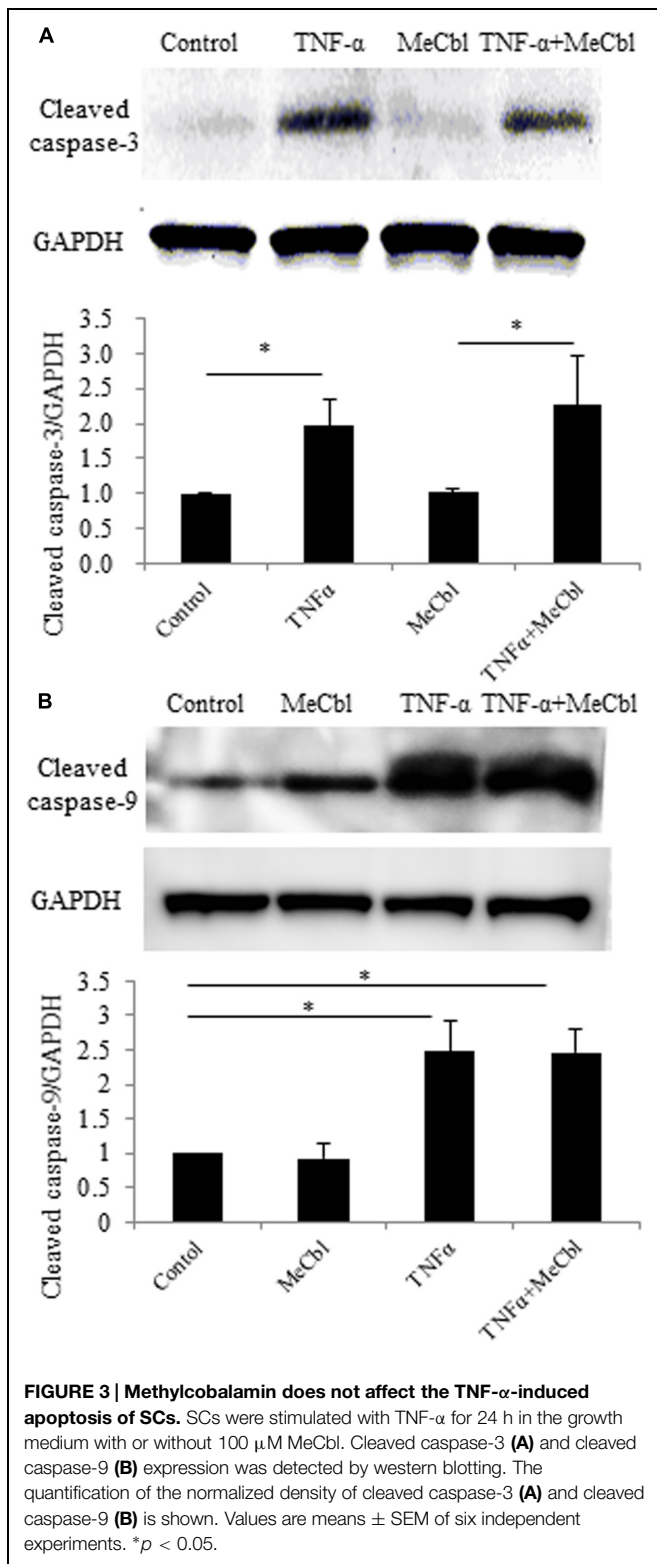 A
Control TNF-α MeCbl TNF-α+MeCbl
Cleaved
caspase-3
GAPDH
Cleaved caspase-3/GAPDH
3.5
3.0
2.5
2.0
1.5
1.0
0.5
0.0
*
*
Control
TNFα
MeCbl
TNFα+MeCbl
B
Control MeCbl TNF-α TNF-α+MeCbl
Cleaved
caspase-9
GAPDH
Cleaved caspase-9/GAPDH
3.5
3
2.5
2
1.5
1
0.5
0
*
*
Contol
MeCbl
TNFα
TNFα+MeCbl
FIGURE 3 | Methylcobalamin does not affect the TNF-α-induced
apoptosis of SCs. SCs were stimulated with TNF-α for 24 h in the growth
medium with or without 100 μM MeCbl. Cleaved caspase-3 (A) and cleaved
caspase-9 (B) expression was detected by western blotting. The
quantification of the normalized density of cleaved caspase-3 (A) and cleaved
caspase-9 (B) is shown. Values are means ± SEM of six independent
experiments. *p < 0.05.